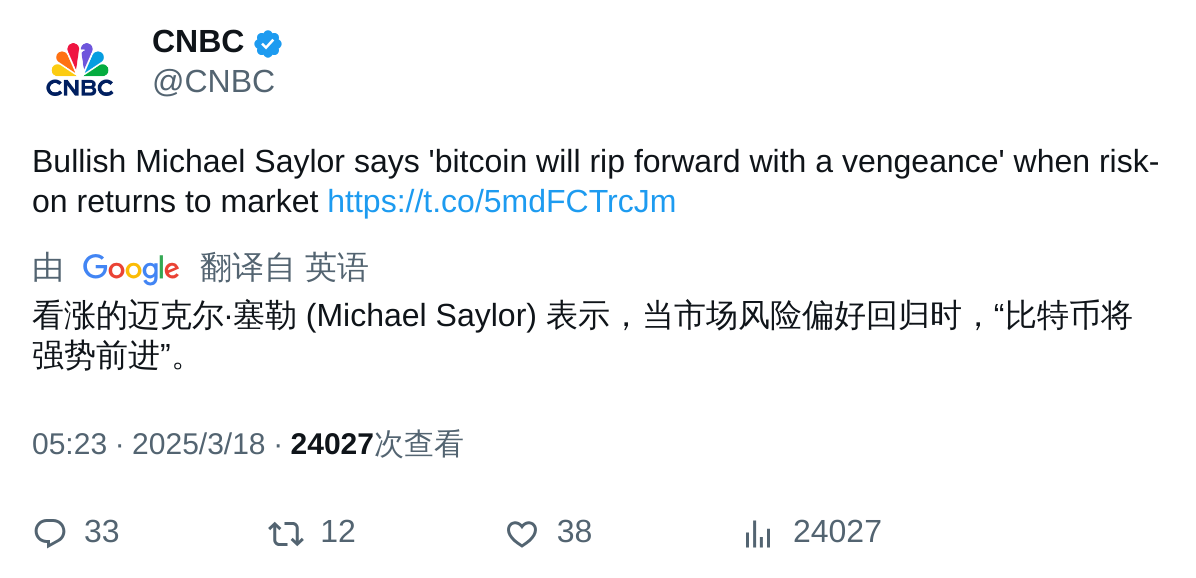 CNBC
CNBC
@CNBC
Bullish Michael Saylor says 'bitcoin will rip forward with a vengeance' when risk-
on returns to market https://t.co/5mdFCTrcJm
由 Google 翻译自 英语
看涨的迈克尔·塞勒 (Michael Saylor) 表示，当市场风险偏好回归时，“比特币将
强势前进”。
05:23 · 2025/3/18 · 24027次查看
33 12 38 24027